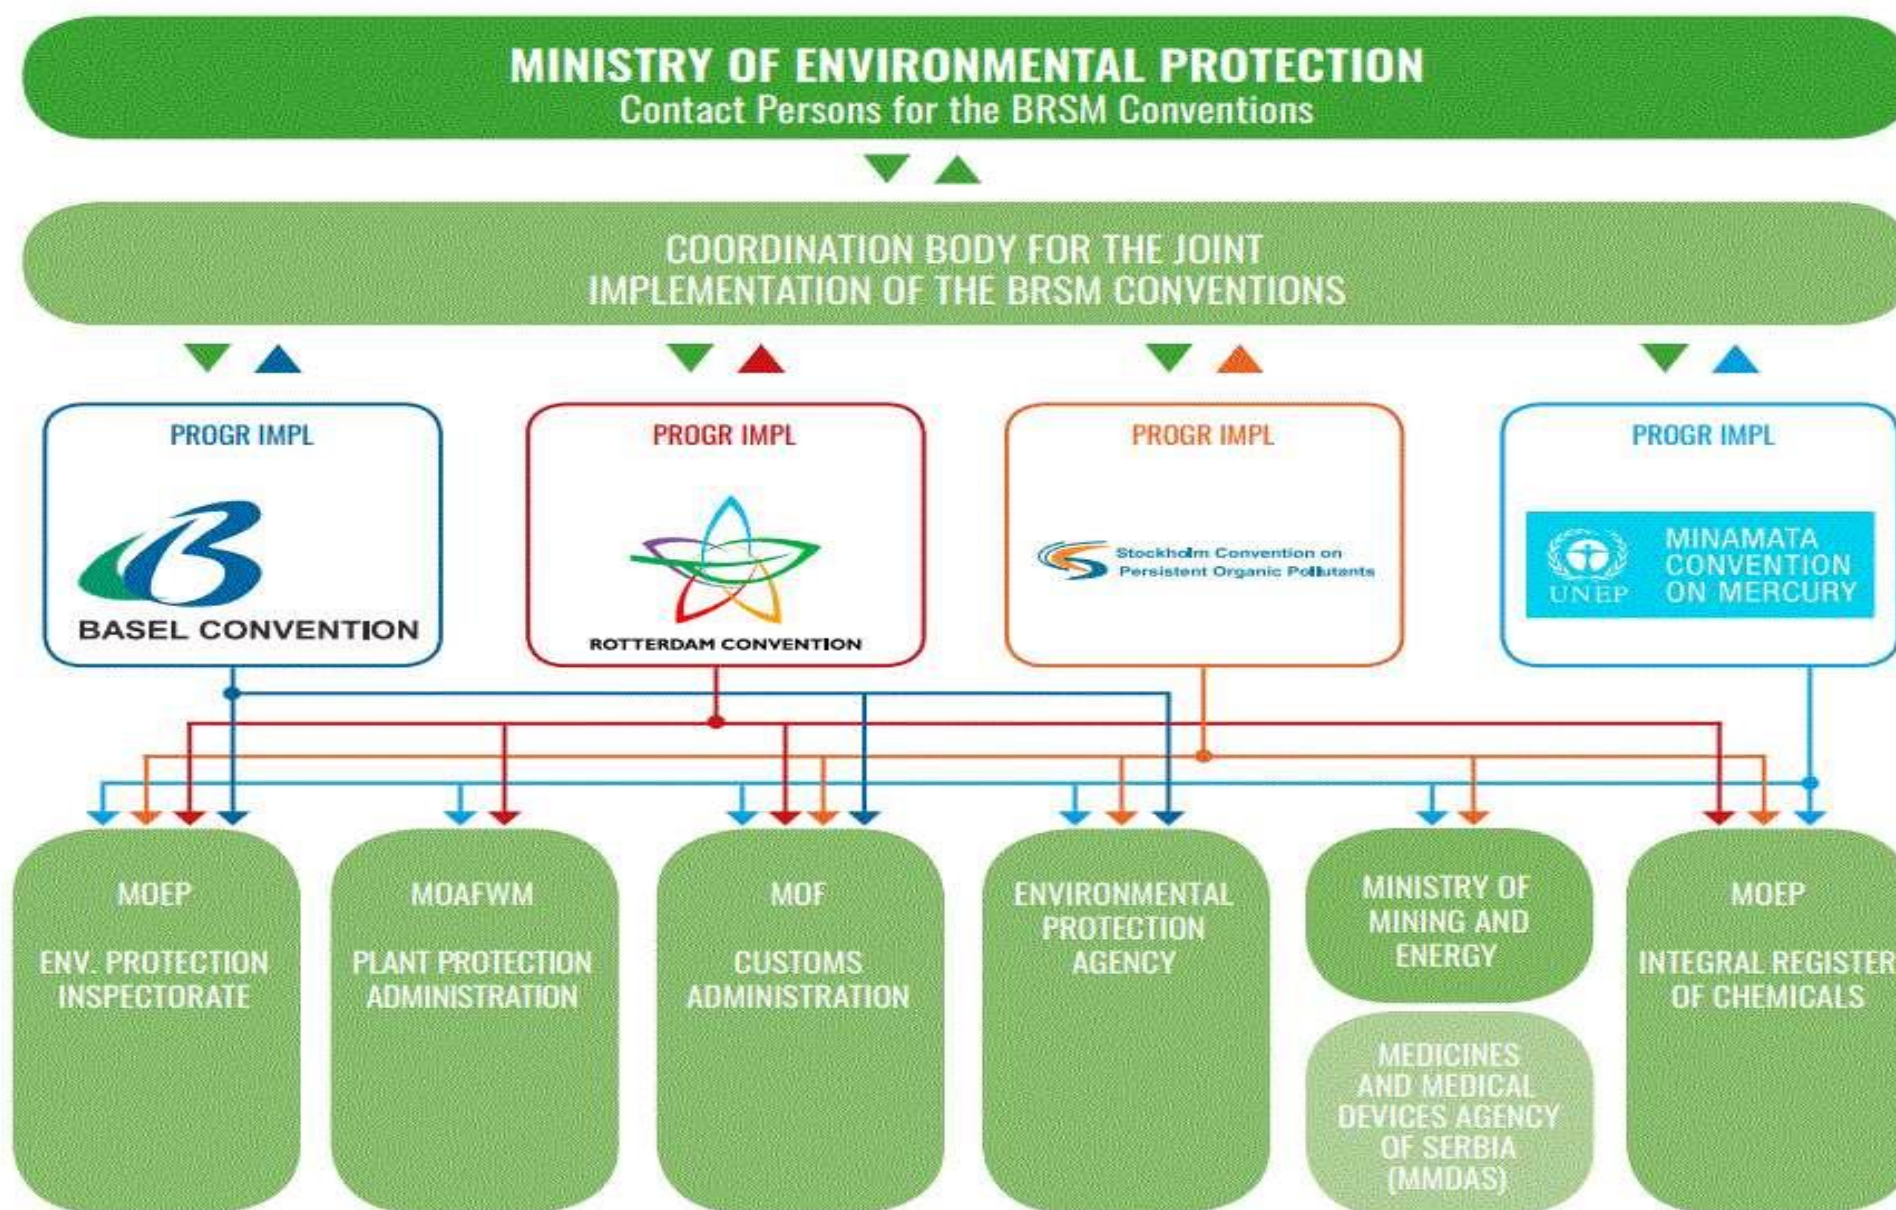 MINISTRY OF ENVIRONMENTAL PROTECTION
Contact Persons for the BRSM Conventions
COORDINATION BODY FOR THE JOINT
IMPLEMENTATION OF THE BRSM CONVENTIONS
PROGR IMPL
BASEL CONVENTION
PROGR IMPL
ROTTERDAM CONVENTION
PROGR IMPL
Stockholm Convention on
Persistent Organic Pollutants
PROGR IMPL
UNEP
MINAMATA
CONVENTION
ON MERCURY
MOEP
ENV. PROTECTION
INSPECTORATE
MOAFWM
PLANT PROTECTION
ADMINISTRATION
MOF
CUSTOMS
ADMINISTRATION
ENVIRONMENTAL
PROTECTION
AGENCY
MINISTRY OF
MINING AND
ENERGY
MEDICINES
AND MEDICAL
DEVICES AGENCY
OF SERBIA
(MMDAS)
MOEP
INTEGRAL REGISTER
OF CHEMICALS